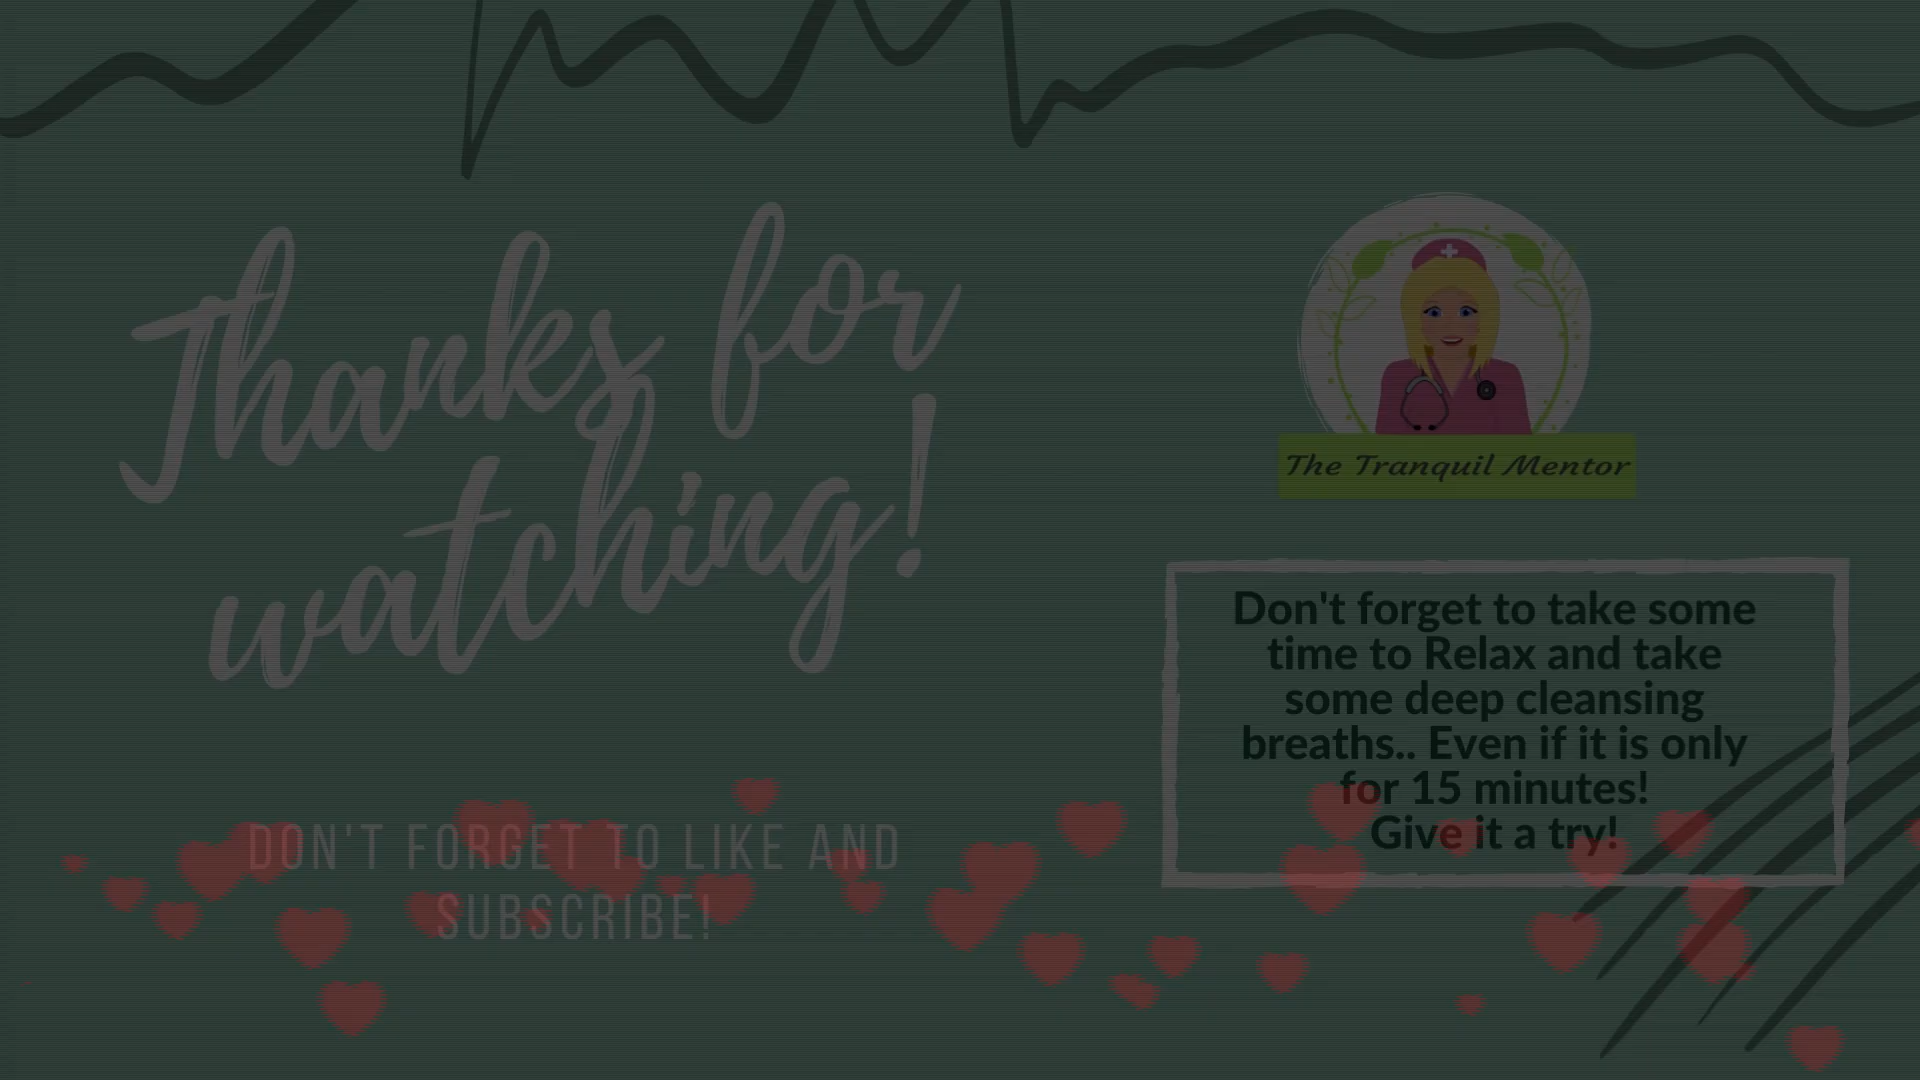 Thanks for
watching!
DON'T FORGET TO LIKE AND
SUBSCRIBE!
The Tranquil Mentor
Don't forget to take some
time to Relax and take
some deep cleansing
breaths.. Even if it is only
for 15 minutes!
Give it a try!